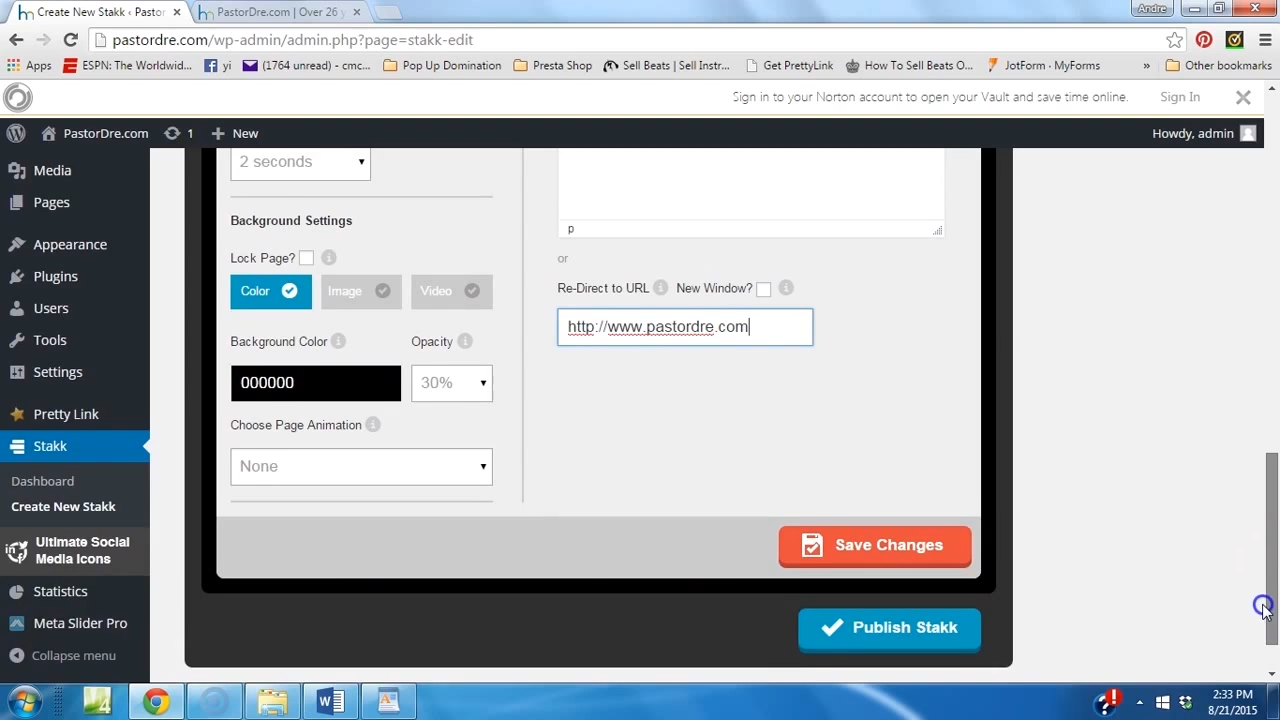 Create New Stakk ‹ Pastor
PastorDre.com | Over 26 y
Andre
pastordre.com/wp-admin/admin.php?page=stakk-edit
Apps
ESPN: The Worldwid...
yi
(1764 unread) - cmc...
Pop Up Domination
Presta Shop
Sell Beats | Sell Instr...
Get PrettyLink
How To Sell Beats O...
JotForm · MyForms
»
Other bookmarks
Sign in to your Norton account to open your Vault and save time online.
Sign In
PastorDre.com
1
New
Howdy, admin
Media
Pages
Appearance
Plugins
Users
Tools
Settings
Pretty Link
Stakk
Dashboard
Create New Stakk
Ultimate Social
Media Icons
Statistics
Meta Slider Pro
Collapse menu
2 seconds
Background Settings
Lock Page?
Color
Image
Video
Background Color
Opacity
000000
30%
Choose Page Animation
None
p
or
Re-Direct to URL
New Window?
http://www.pastordre.com
Save Changes
Publish Stakk
2:33 PM
8/21/2015